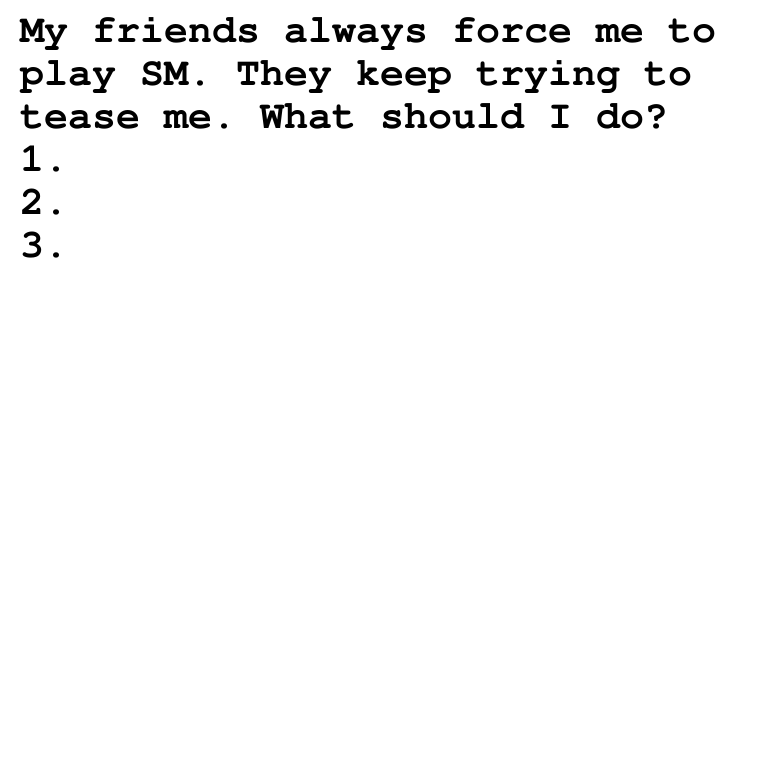 My friends always force me to
play SM. They keep trying to
tease me. What should I do?
1.
2.
3.